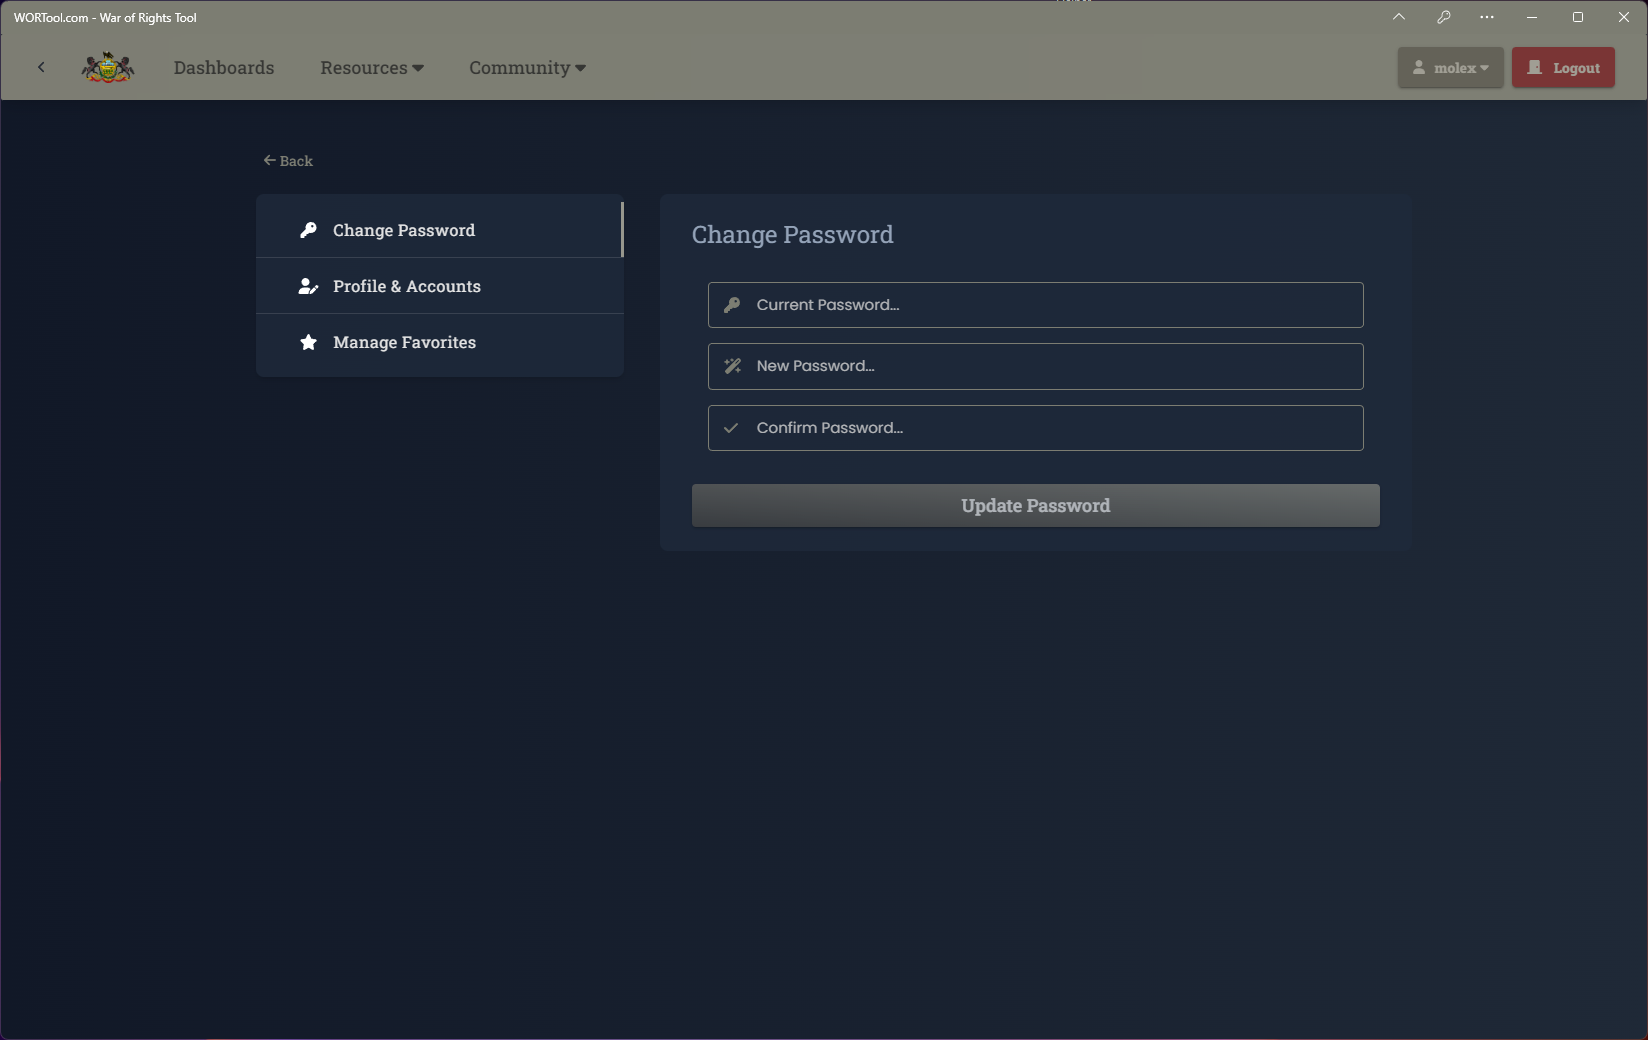 WORTool.com - War of Rights Tool
Dashboards Resources Community molex Logout
Back
Change Password
Profile & Accounts
Manage Favorites
Change Password
Current Password...
New Password...
Confirm Password...
Update Password